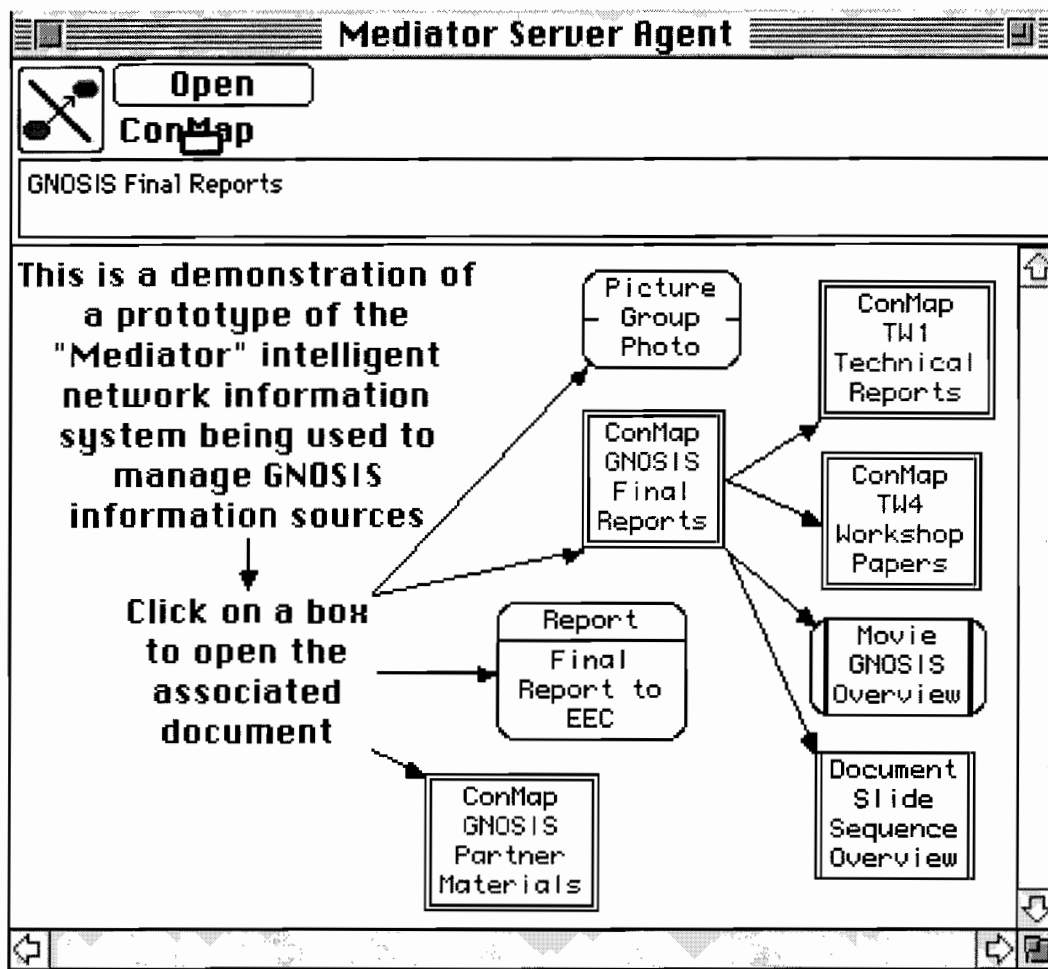 Mediator Server Agent
Open
ConMap
GNOSIS Final Reports
This is a demonstration of
a prototype of the
"Mediator" intelligent
network information
system being used to
manage GNOSIS
information sources
Click on a box
to open the
associated
document
Picture
Group
Photo
ConMap
GNOSIS
Final
Reports
Report
Final
Report to
EEC
ConMap
GNOSIS
Partner
Materials
ConMap
TW1
Technical
Reports
ConMap
TW4
Workshop
Papers
Movie
GNOSIS
Overview
Document
Slide
Sequence
Overview